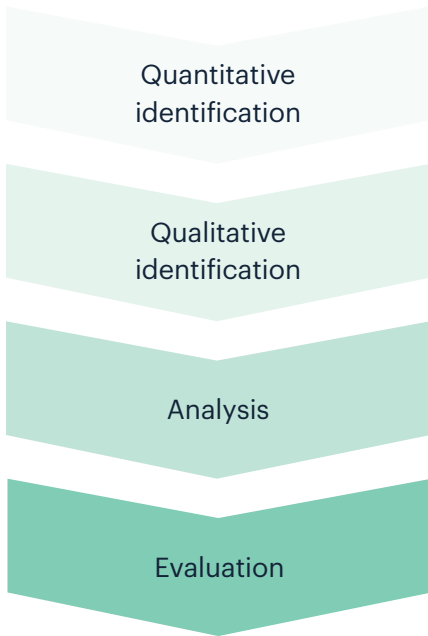 Quantitative
identification
Qualitative
identification
Analysis
Evaluation